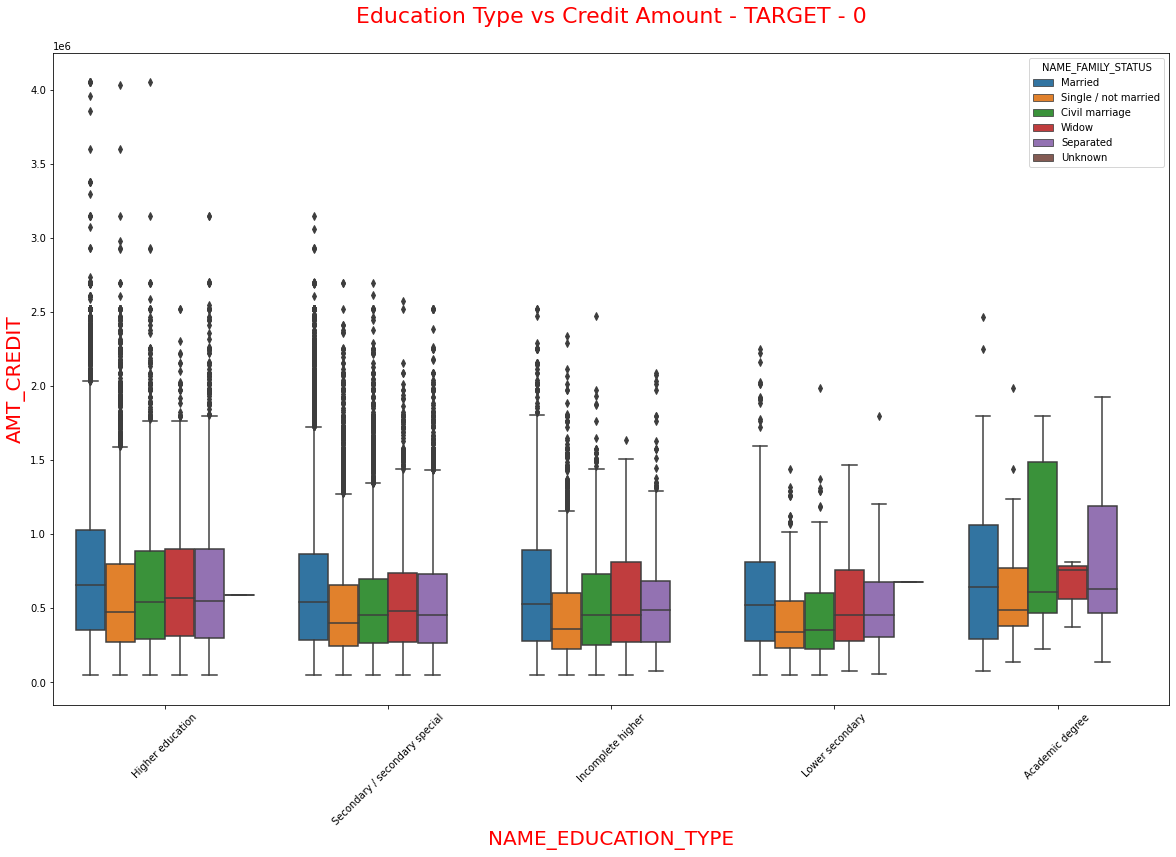 Education Type vs Credit Amount - TARGET - 0
1e6
NAME_FAMILY_STATUS
Married
Single / not married
Civil marriage
Widow
Separated
Unknown
4.0
3.5
3.0
2.5
2.0
1.5
1.0
0.5
0.0
AMT_CREDIT
Higher education
Secondary / secondary special
Incomplete higher
Lower secondary
Academic degree
NAME_EDUCATION_TYPE